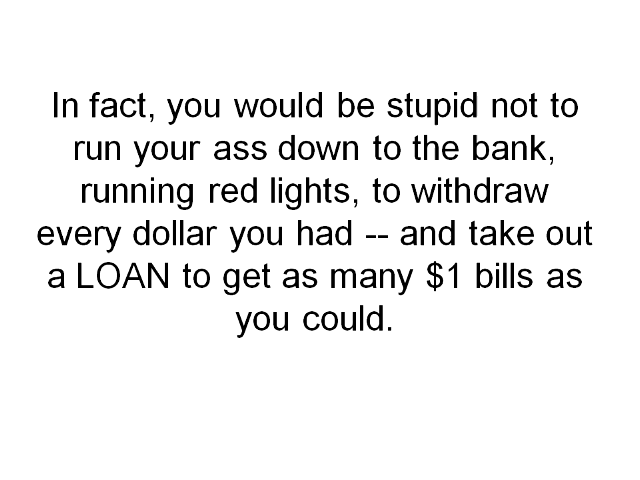 In fact, you would be stupid not to
run your ass down to the bank,
running red lights, to withdraw
every dollar you had -- and take out
a LOAN to get as many $1 bills as
you could.